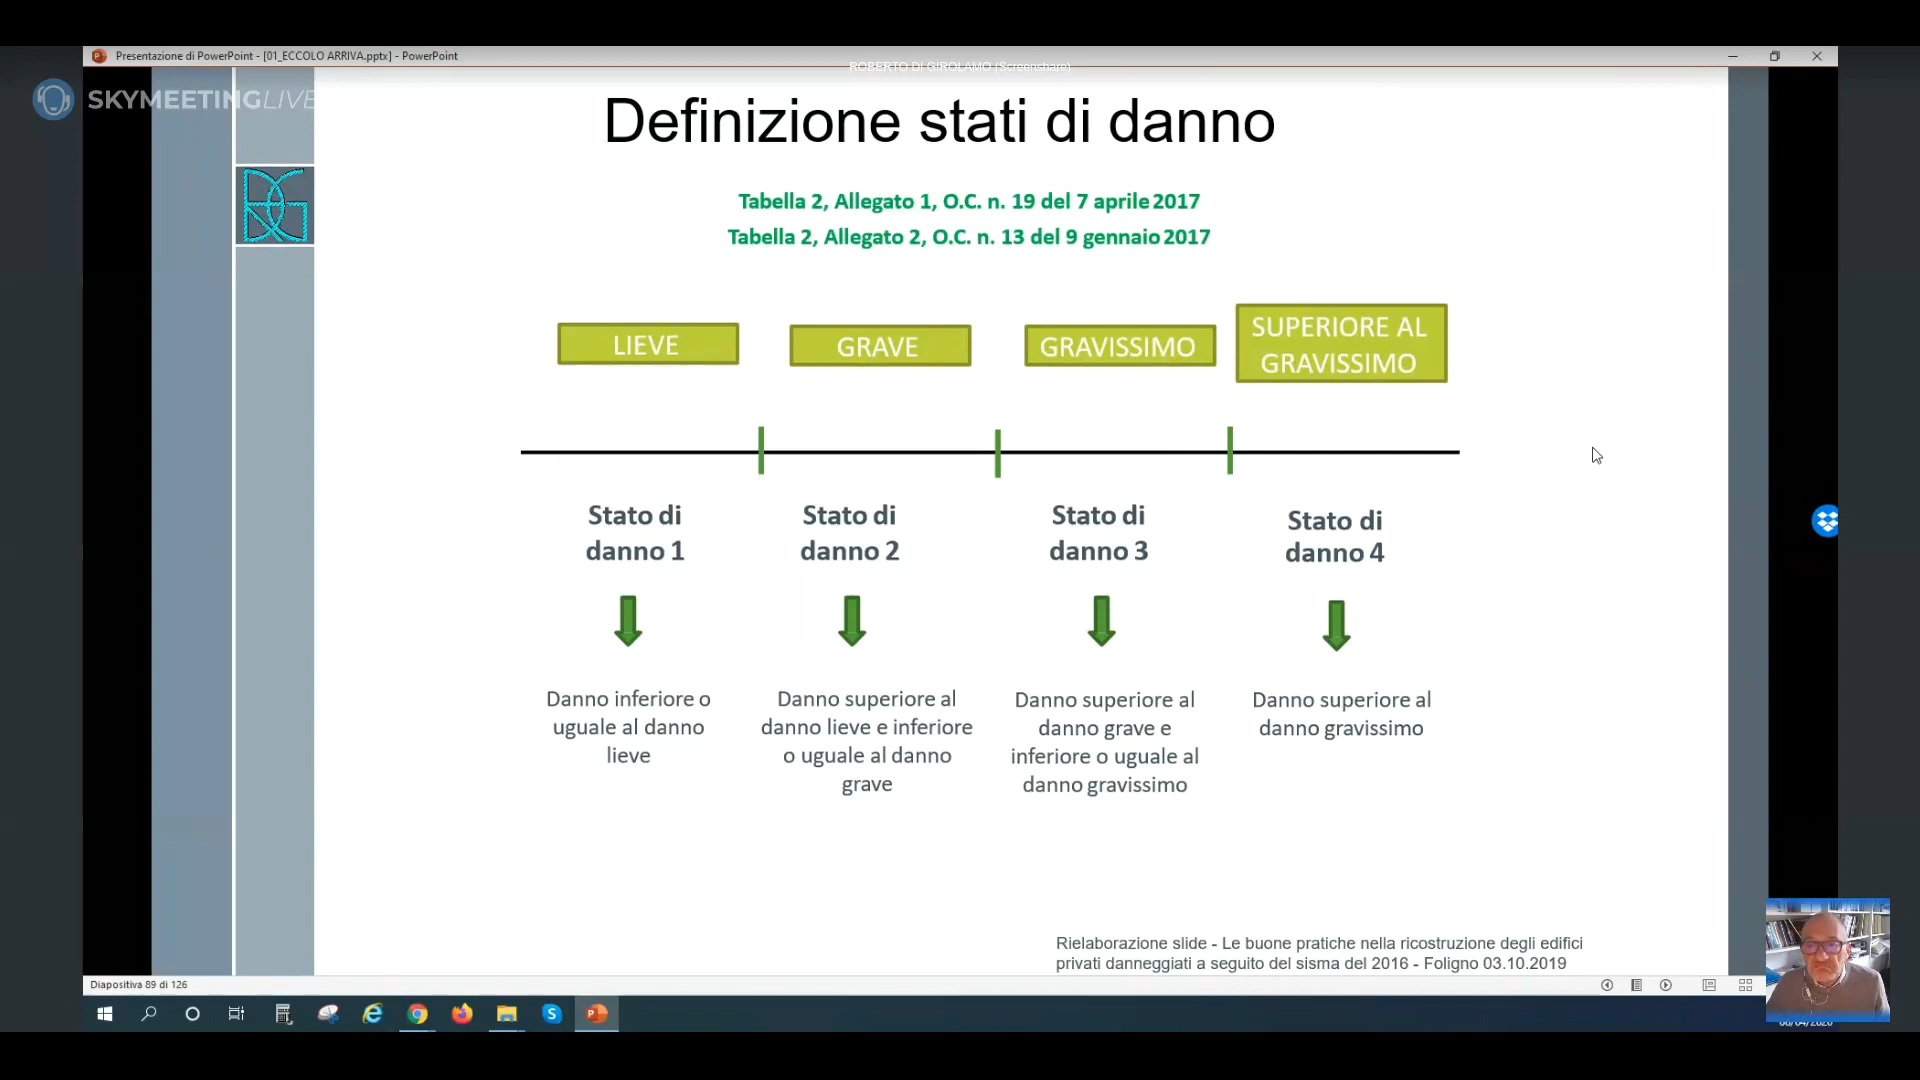 Presentazione di PowerPoint - [01_ECCOLO ARRIVA.pptx] - PowerPoint
ROBERTO DI GIROLAMO (Screenshare)
SKYMEETINGLIVE
Definizione stati di danno
Tabella 2, Allegato 1, O.C. n. 19 del 7 aprile 2017
Tabella 2, Allegato 2, O.C. n. 13 del 9 gennaio 2017
LIEVE
GRAVE
GRAVISSIMO
SUPERIORE AL
GRAVISSIMO
Stato di
danno 1
Stato di
danno 2
Stato di
danno 3
Stato di
danno 4
Danno inferiore o
uguale al danno
lieve
Danno superiore al
danno lieve e inferiore
o uguale al danno
grave
Danno superiore al
danno grave e
inferiore o uguale al
danno gravissimo
Danno superiore al
danno gravissimo
Rielaborazione slide - Le buone pratiche nella ricostruzione degli edifici
privati danneggiati a seguito del sisma del 2016 - Foligno 03.10.2019
Diapositiva 89 di 126